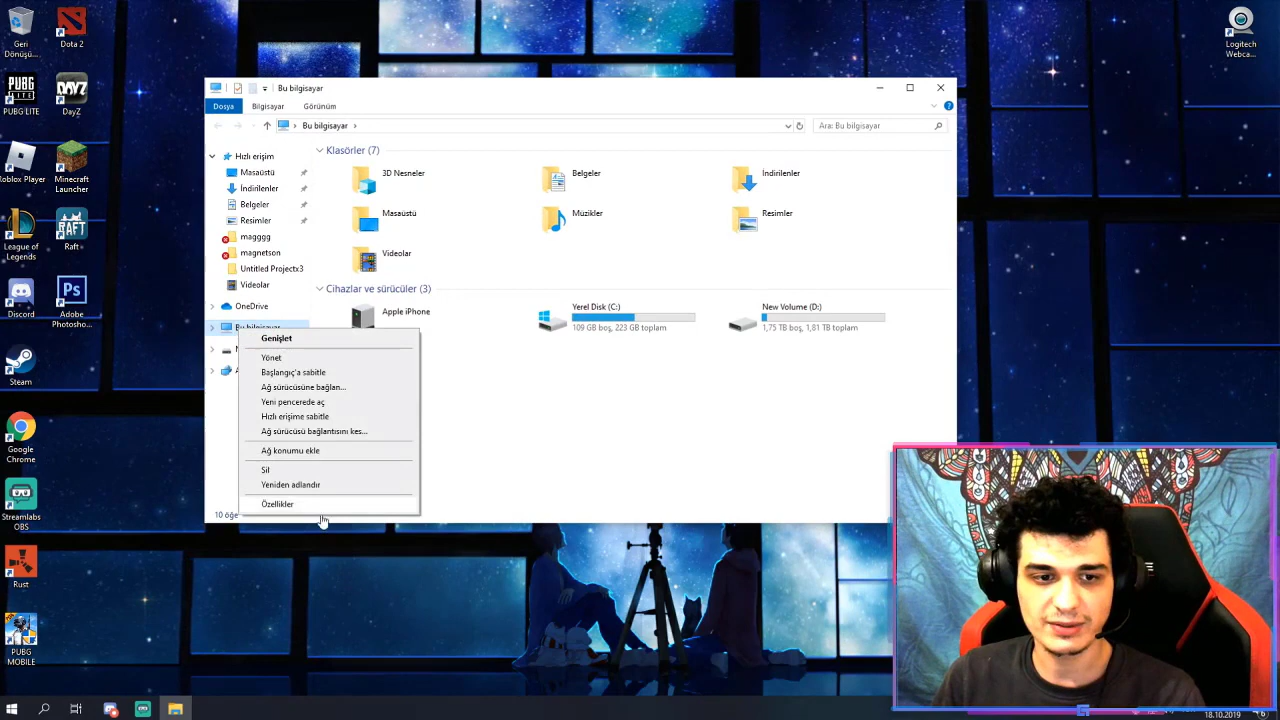 Geri
Dönüşü...
Dota 2
PUBG LITE
DayZ
Roblox Player
Minecraft
Launcher
League of
Legends
Raft
Discord
Adobe
Photosho...
Steam
Google
Chrome
Streamlabs
OBS
Rust
PUBG
MOBILE
Logitech
Webca...
Bu bilgisayar
Dosya
Bilgisayar
Görünüm
Bu bilgisayar
Ara: Bu bilgisayar
Hızlı erişim
Masaüstü
İndirilenler
Belgeler
Resimler
magggg
magnetson
Untitled Projectx3
Videolar
OneDrive
Bu bilgisayar
Klasörler (7)
3D Nesneler
Belgeler
İndirilenler
Masaüstü
Müzikler
Resimler
Videolar
Cihazlar ve sürücüler (3)
Apple iPhone
Yerel Disk (C:)
109 GB boş, 223 GB toplam
New Volume (D:)
1,75 TB boş, 1,81 TB toplam
Genişlet
Yönet
Başlangıç'a sabitle
Ağ sürücüsüne bağlan...
Yeni pencerede aç
Hızlı erişime sabitle
Ağ sürücüsü bağlantısını kes...
Ağ konumu ekle
Sil
Yeniden adlandır
Özellikler
10 öğe
18.10.2019